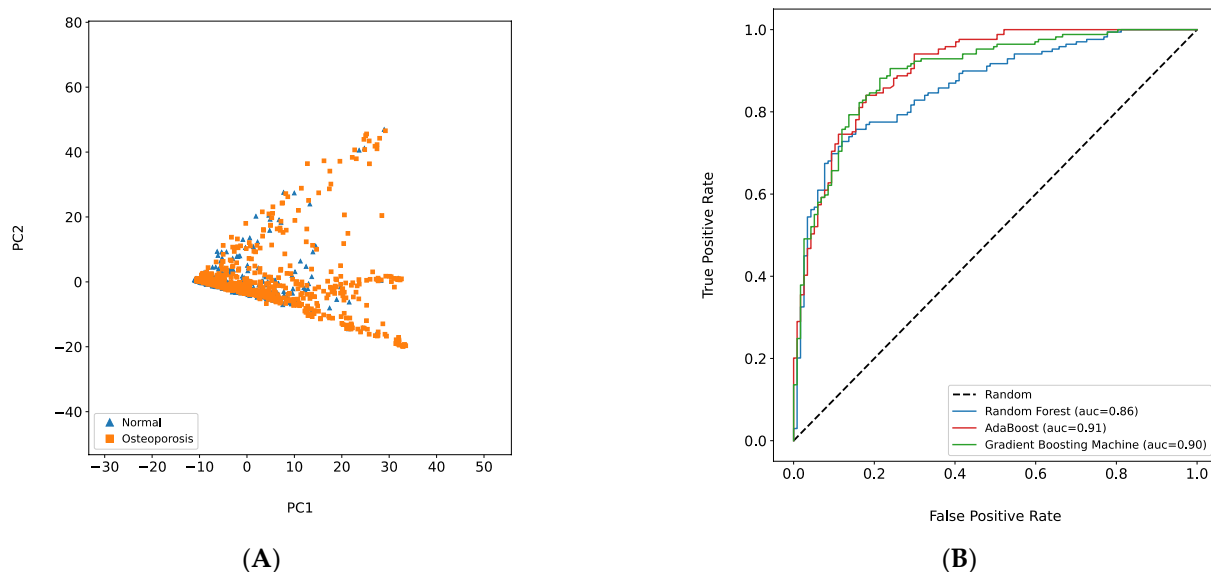 80
60
40
20
0
−20
−40
PC2
−30 −20 −10 0 10 20 30 40 50
PC1
Normal
Osteoporosis
(A)
1.0
0.8
0.6
0.4
0.2
0.0
True Positive Rate
0.0 0.2 0.4 0.6 0.8 1.0
False Positive Rate
Random
Random Forest (auc=0.86)
AdaBoost (auc=0.91)
Gradient Boosting Machine (auc=0.90)
(B)